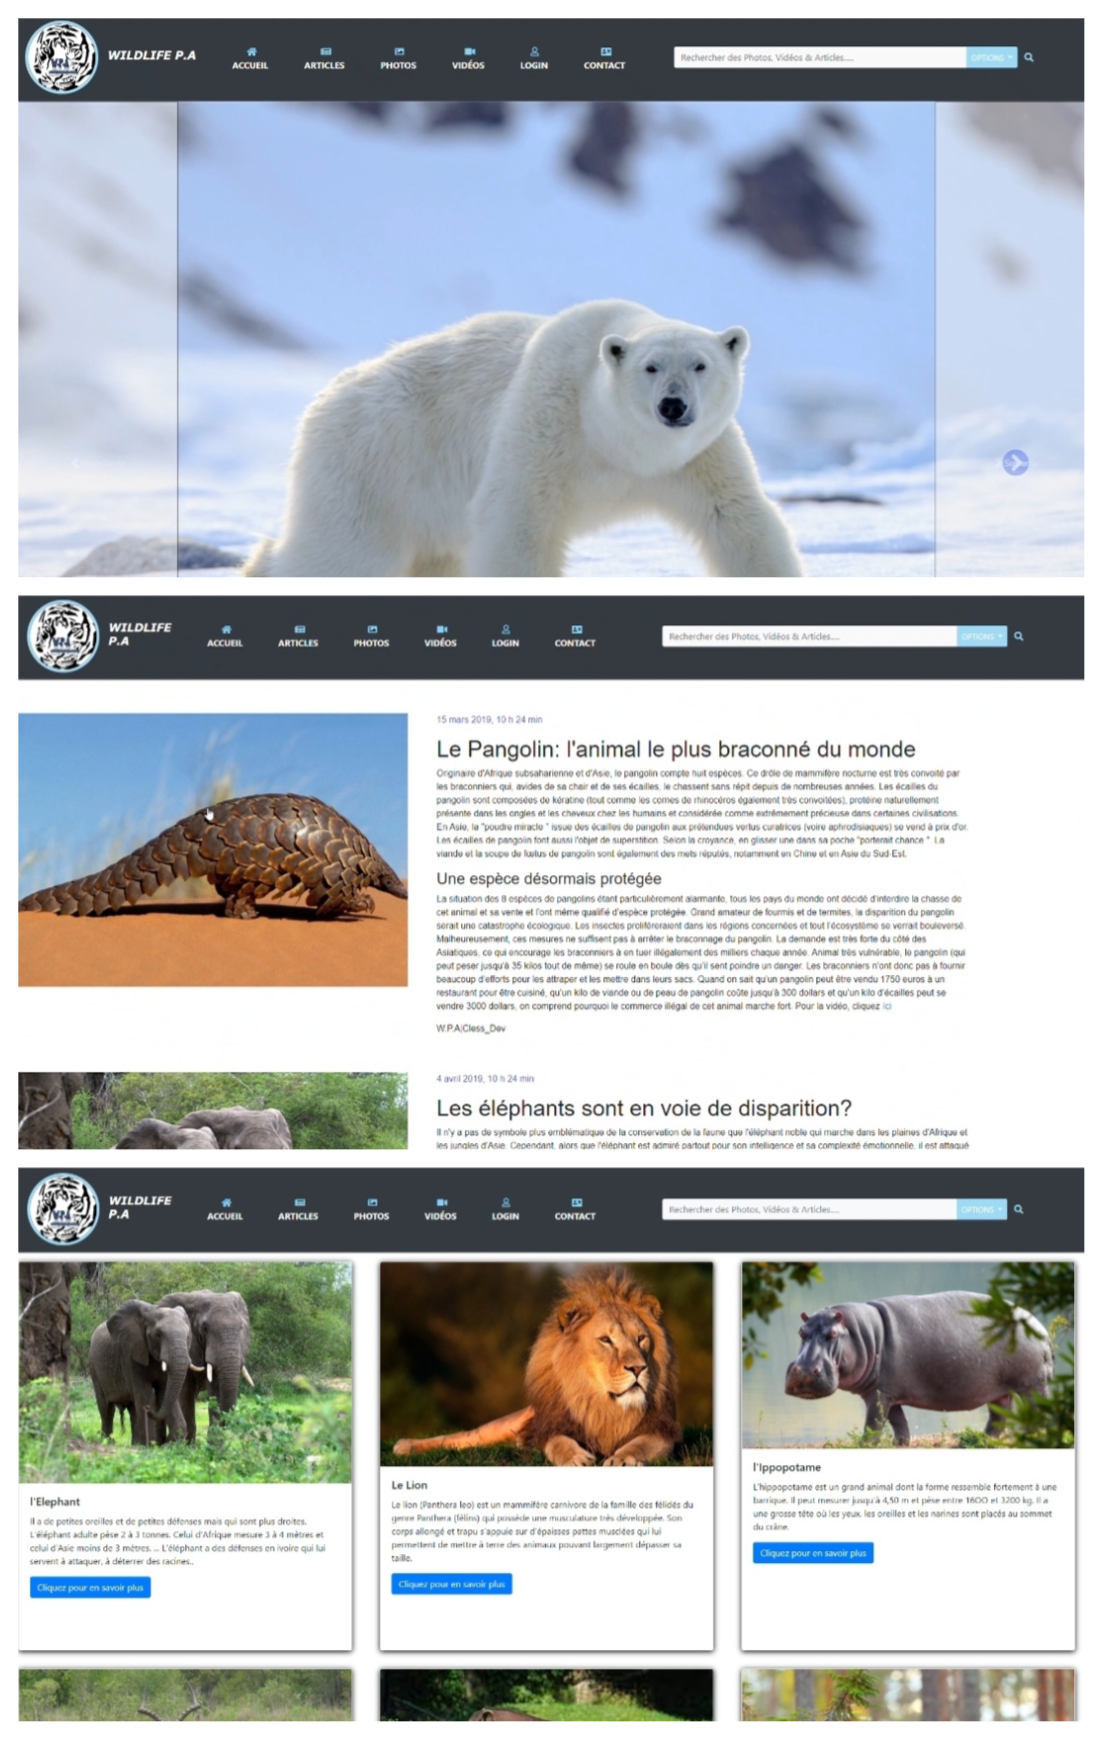 WILDLIFE P.A
ACCUEIL ARTICLES PHOTOS VIDÉOS LOGIN CONTACT
Rechercher des Photos, Vidéos & Articles....
OPTIONS
WILDLIFE
P.A
ACCUEIL ARTICLES PHOTOS VIDÉOS LOGIN CONTACT
Rechercher des Photos, Vidéos & Articles....
OPTIONS
15 mars 2019, 10 h 24 min
Le Pangolin: l'animal le plus braconné du monde
Originaire d'Afrique subsaharienne et d'Asie, le pangolin compte huit espèces. Ce drôle de mammifère nocturne est très convoité par
les braconniers qui, avides de sa chair et de ses écailles, le chassent sans répit depuis de nombreuses années. Les écailles du
pangolin sont composées de kératine (tout comme les cornes de rhinocéros également très convoitées), protéine naturellement
présente dans les ongles et les cheveux chez les humains et considérée comme extrêmement précieuse dans certaines civilisations.
En Asie, la "poudre miracle " issue des écailles de pangolin aux prétendues vertus curatrices (voire aphrodisiaques) se vend à prix d'or.
Les écailles de pangolin font aussi l'objet de superstition. Selon la croyance, en glisser une dans sa poche "porterait chance " La
viande et la soupe de fœtus de pangolin sont également des mets réputés, notamment en Chine et en Asie du Sud-Est.
Une espèce désormais protégée
La situation des 8 espèces de pangolins étant particulièrement alarmante, tous les pays du monde ont décidé d'interdire la chasse de
cet animal et sa vente et l'ont même qualifié d'espèce protégée. Grand amateur de fourmis et de termites, la disparition du pangolin
serait une catastrophe écologique. Les insectes prolifèreraient dans les régions concernées et tout l'écosystème se verrait bouleversé.
Malheureusement, ces mesures ne suffisent pas à arrêter le braconnage du pangolin. La demande est très forte du côté des
Asiatiques, ce qui encourage les braconniers à en tuer illégalement des milliers chaque année. Animal très vulnérable, le pangolin (qui
peut peser jusqu'à 35 kilos tout de même) se roule en boule dès qu'il sent poindre un danger. Les braconniers n'ont donc pas à fournir
beaucoup d'efforts pour les attraper et les mettre dans leurs sacs. Quand on sait qu'un pangolin peut être vendu 1750 euros à un
restaurant pour être cuisiné, qu'un kilo de viande ou de peau de pangolin coûte jusqu'à 300 dollars et qu'un kilo d'écailles peut se
vendre 3000 dollars, on comprend pourquoi le commerce illégal de cet animal marche fort. Pour la vidéo, cliquez ici
W.P.A|Cless_Dev
4 avril 2019, 10 h 24 min
Les éléphants sont en voie de disparition?
Il n'y a pas de symbole plus emblématique de la conservation de la faune que l'éléphant noble qui marche dans les plaines d'Afrique et
les jungles d'Asie. Cependant, alors que l'éléphant est admiré partout pour son intelligence et sa complexité émotionnelle, il est attaqué
WILDLIFE
P.A
ACCUEIL ARTICLES PHOTOS VIDÉOS LOGIN CONTACT
Rechercher des Photos, Vidéos & Articles....
OPTIONS
l'Elephant
Il a de petites oreilles et de petites défenses mais qui sont plus droites.
L'éléphant adulte pèse 2 à 3 tonnes. Celui d'Afrique mesure 3 à 4 mètres et
celui d'Asie moins de 3 mètres. ... L'éléphant a des défenses en ivoire qui lui
servent à attaquer, à déterrer des racines..
Cliquez pour en savoir plus
Le Lion
Le lion (Panthera leo) est un mammifère carnivore de la famille des félidés du
genre Panthera (félins) qui possède une musculature très développée. Son
corps allongé et trapu s'appuie sur d'épaisses pattes musclées qui lui
permettent de mettre à terre des animaux pouvant largement dépasser sa
taille.
Cliquez pour en savoir plus
l'Ippopotame
L'hippopotame est un grand animal dont la forme ressemble fortement à une
barrique. Il peut mesurer jusqu'à 4,50 m et pèse entre 1600 et 3200 kg. Il a
une grosse tête où les yeux, les oreilles et les narines sont placés au sommet
du crâne.
Cliquez pour en savoir plus